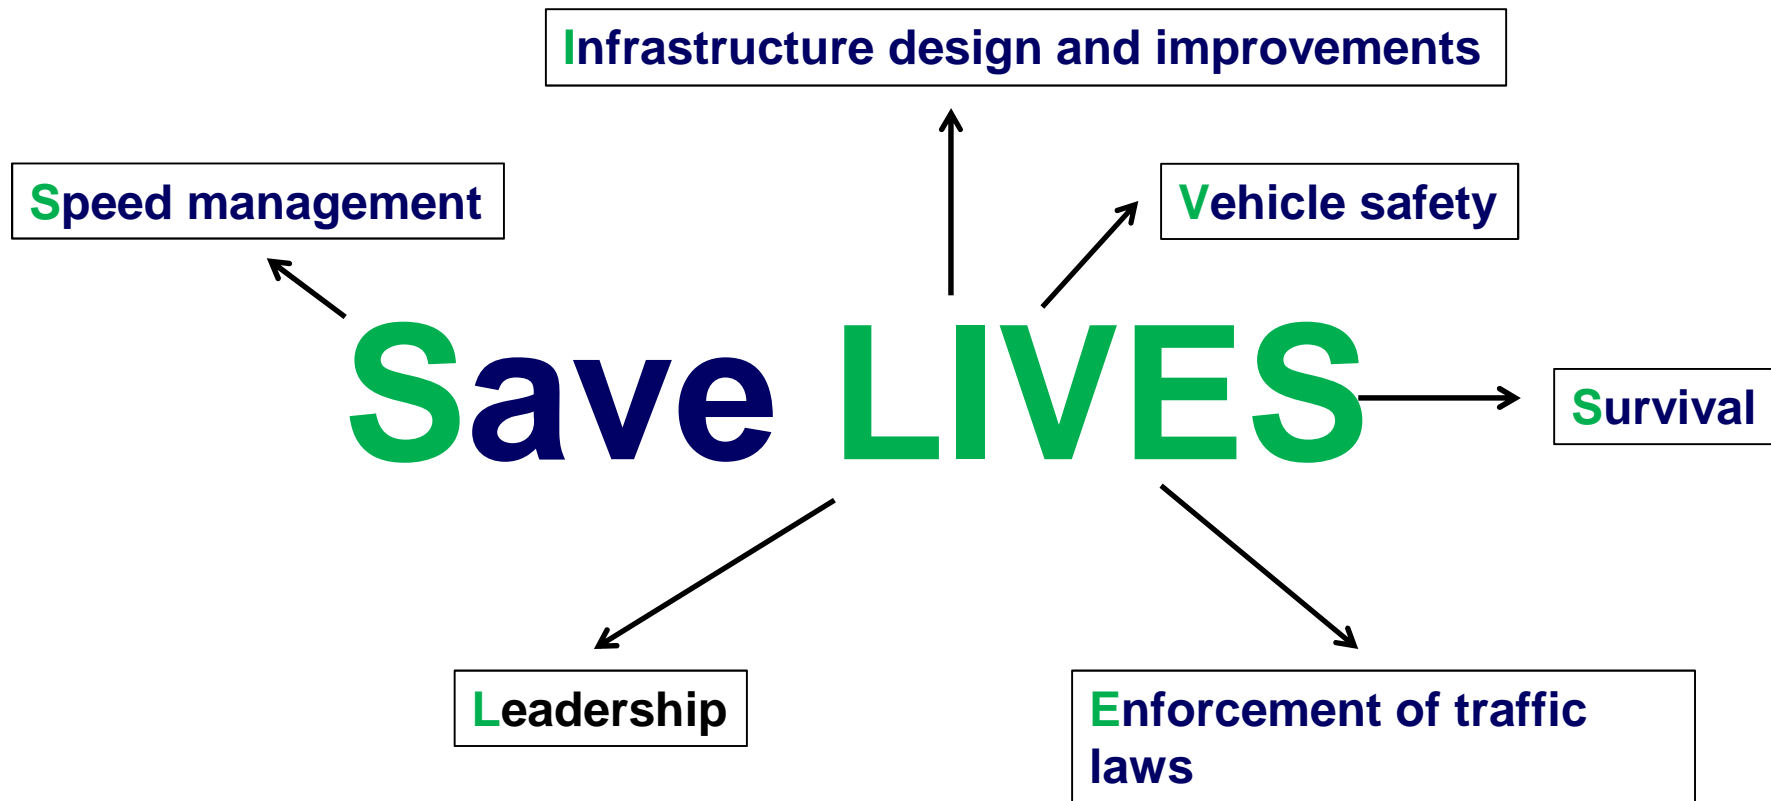 Infrastructure design and improvements
Speed management
Vehicle safety
Save LIVES
Survival
Leadership
Enforcement of traffic
laws